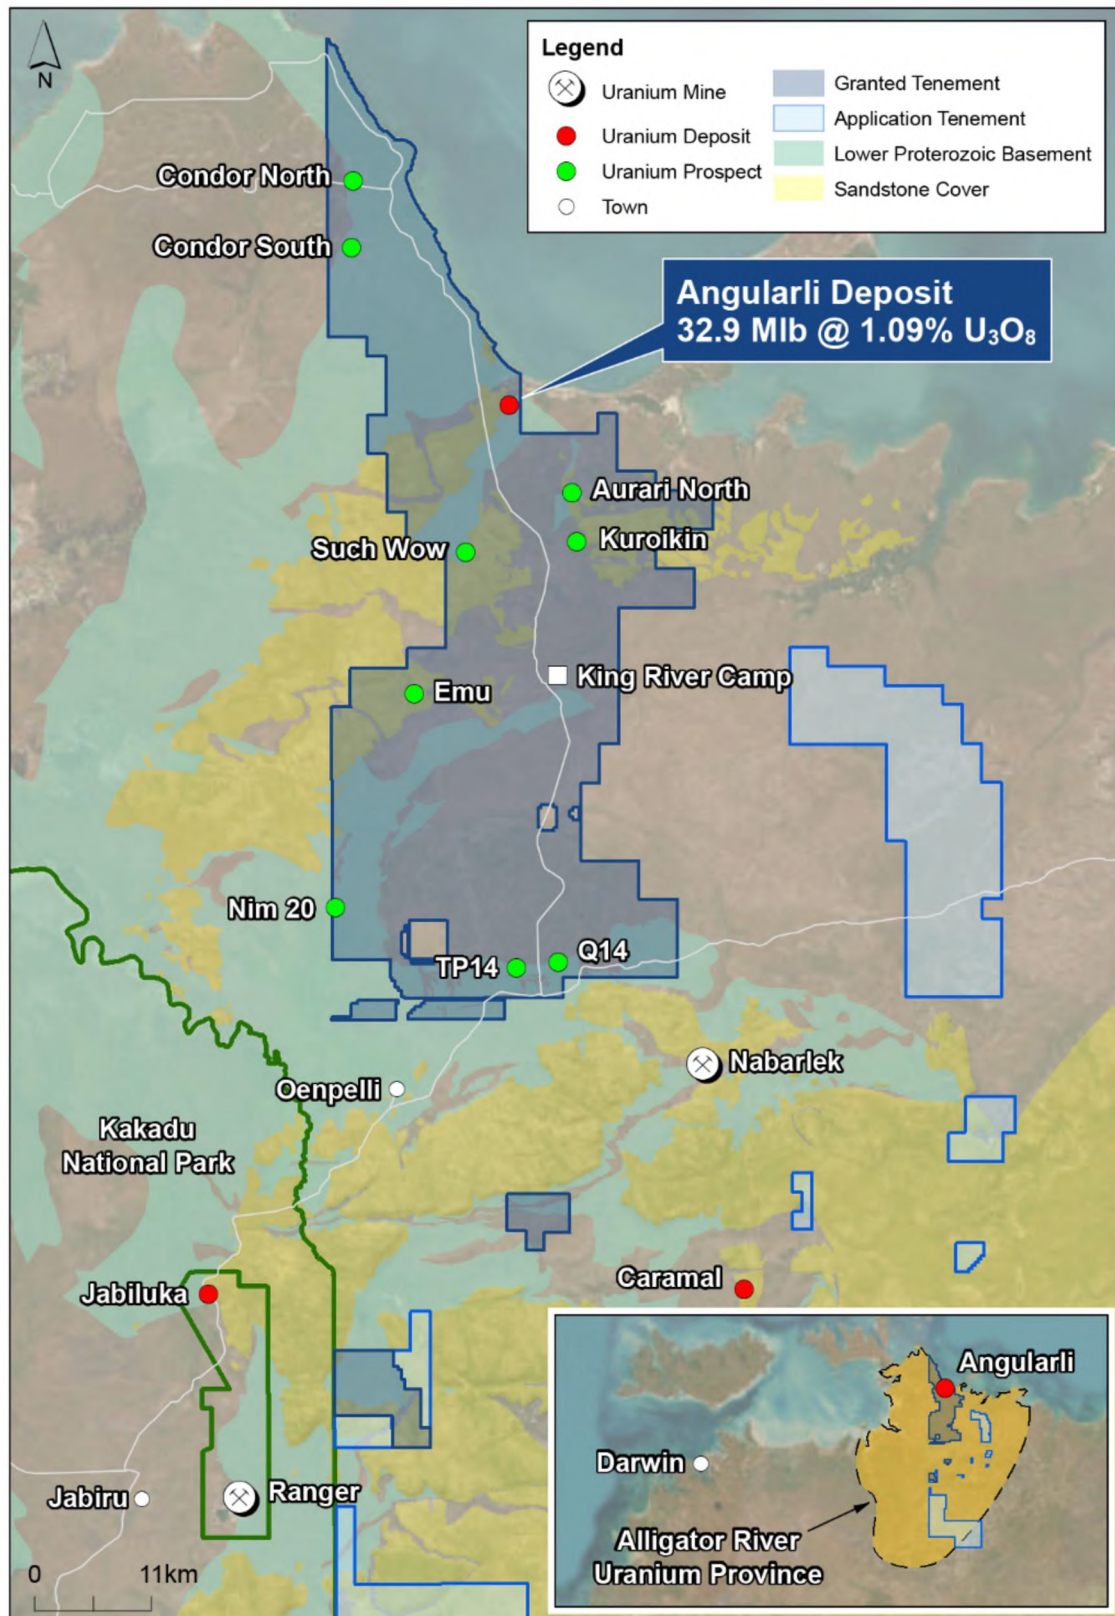 N
Legend
Uranium Mine
Uranium Deposit
Uranium Prospect
Town
Granted Tenement
Application Tenement
Lower Proterozoic Basement
Sandstone Cover
Condor North
Condor South
Angularli Deposit
32.9 Mlb @ 1.09% U₃O₈
Aurari North
Kuroikin
Such Wow
King River Camp
Emu
Nim 20
TP14
Q14
Nabarlek
Oenpelli
Kakadu
National Park
Caramal
Jabiluka
Ranger
Jabiru
0 11km
Angularli
Darwin
Alligator River
Uranium Province